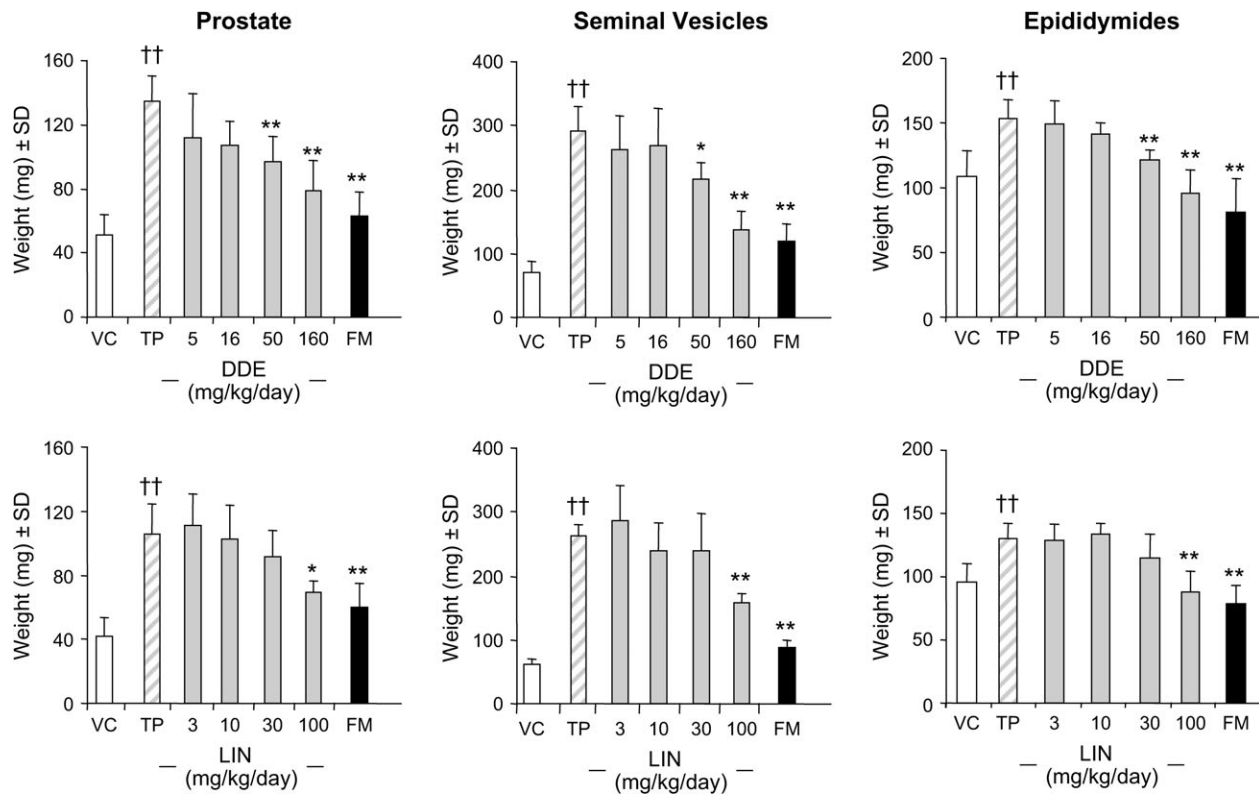 Prostate
Seminal Vesicles
Epididymides
Weight (mg) ± SD
160
120
80
40
0
††
**
**
**
VC TP 5 16 50 160 FM
— DDE —
(mg/kg/day)
Weight (mg) ± SD
400
300
200
100
0
††
*
**
**
VC TP 5 16 50 160 FM
— DDE —
(mg/kg/day)
Weight (mg) ± SD
200
150
100
50
0
††
**
**
**
VC TP 5 16 50 160 FM
— DDE —
(mg/kg/day)
Weight (mg) ± SD
160
120
80
40
0
††
*
**
VC TP 3 10 30 100 FM
— LIN —
(mg/kg/day)
Weight (mg) ± SD
400
300
200
100
0
††
**
**
VC TP 3 10 30 100 FM
— LIN —
(mg/kg/day)
Weight (mg) ± SD
200
150
100
50
0
††
**
**
VC TP 3 10 30 100 FM
— LIN —
(mg/kg/day)